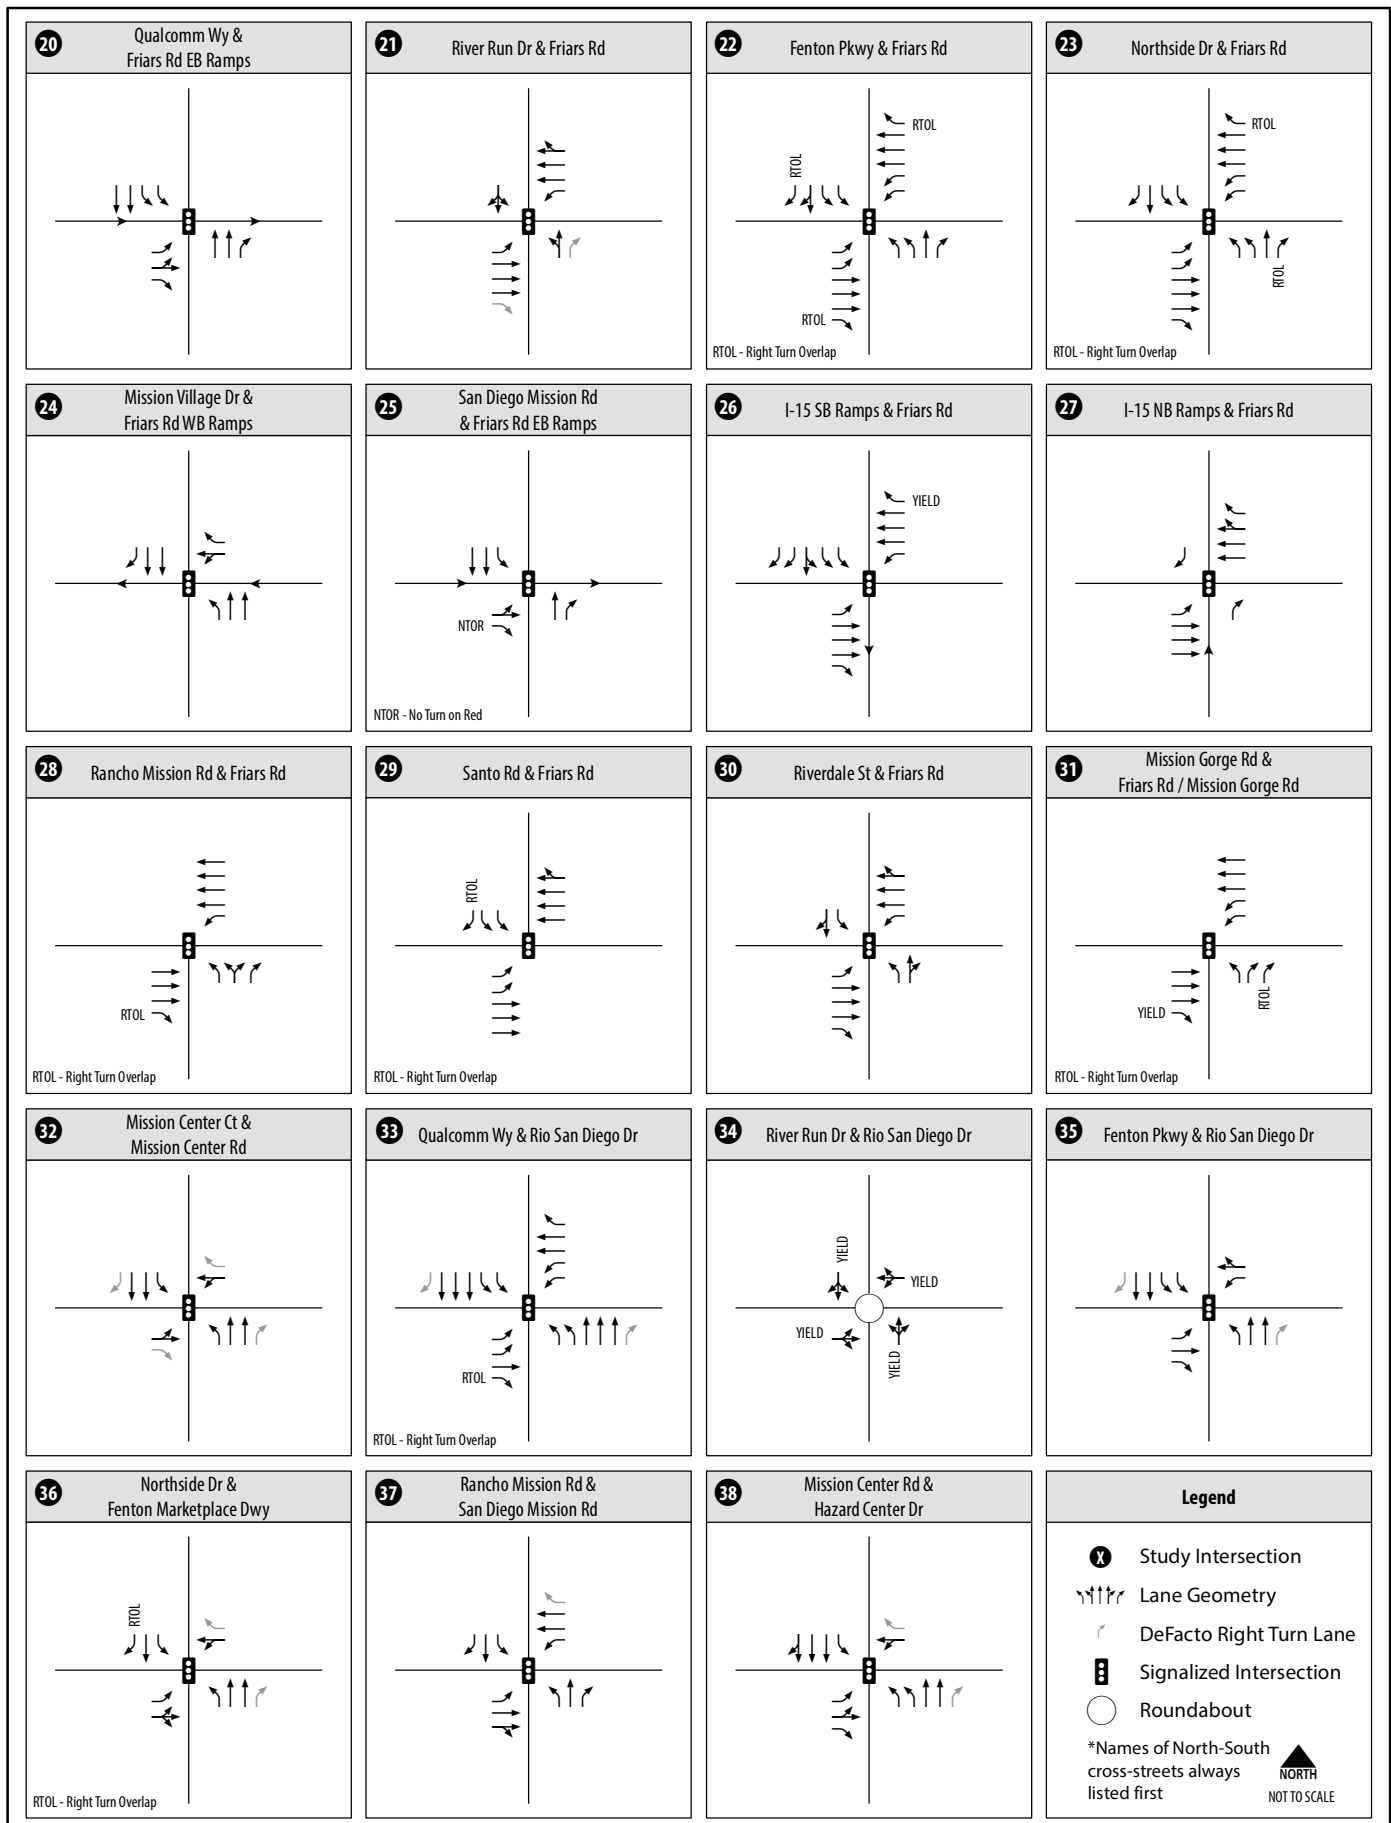 20
Qualcomm Wy &
Friars Rd EB Ramps
21
River Run Dr & Friars Rd
22
Fenton Pkwy & Friars Rd
RTOL
RTOL
RTOL
RTOL - Right Turn Overlap
23
Northside Dr & Friars Rd
RTOL
RTOL
RTOL - Right Turn Overlap
24
Mission Village Dr &
Friars Rd WB Ramps
25
San Diego Mission Rd
& Friars Rd EB Ramps
NTOR
NTOR - No Turn on Red
26
I-15 SB Ramps & Friars Rd
YIELD
27
I-15 NB Ramps & Friars Rd
28
Rancho Mission Rd & Friars Rd
RTOL
RTOL - Right Turn Overlap
29
Santo Rd & Friars Rd
RTOL
RTOL - Right Turn Overlap
30
Riverdale St & Friars Rd
31
Mission Gorge Rd &
Friars Rd / Mission Gorge Rd
YIELD
RTOL
RTOL - Right Turn Overlap
32
Mission Center Ct &
Mission Center Rd
33
Qualcomm Wy & Rio San Diego Dr
RTOL
RTOL - Right Turn Overlap
34
River Run Dr & Rio San Diego Dr
YIELD
YIELD
YIELD
YIELD
35
Fenton Pkwy & Rio San Diego Dr
36
Northside Dr &
Fenton Marketplace Dwy
RTOL
RTOL - Right Turn Overlap
37
Rancho Mission Rd &
San Diego Mission Rd
38
Mission Center Rd &
Hazard Center Dr
Legend
X Study Intersection
Lane Geometry
DeFacto Right Turn Lane
Signalized Intersection
Roundabout
*Names of North-South
cross-streets always
listed first
NORTH
NOT TO SCALE